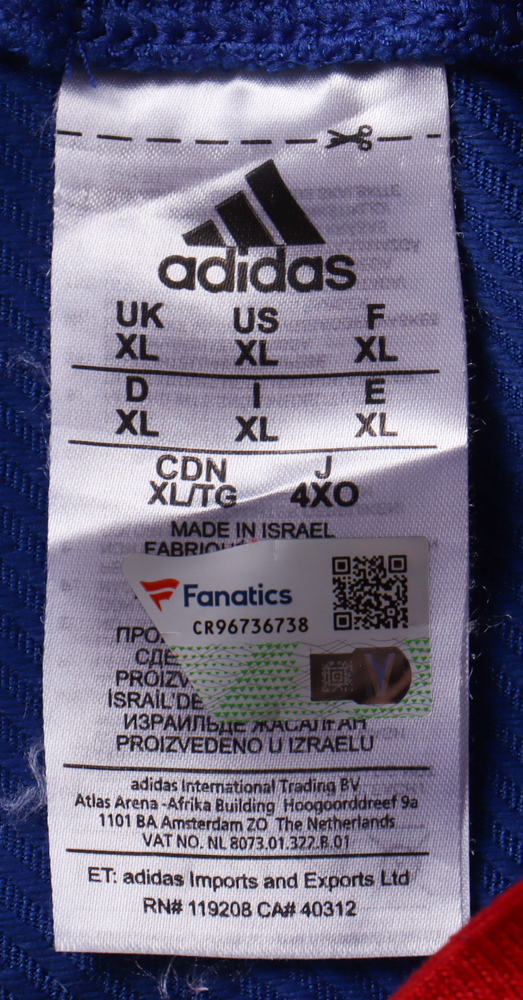 adidas
UK US F
XL XL XL
D I E
XL XL XL
CDN J
XL/TG 4XO
MADE IN ISRAEL
Fanatics
CR96736738
İSRAİL'DE
ИЗРАИЛЬДЕ ЖАСАЛҒАН
PROIZVEDENO U IZRAELU
adidas International Trading BV
Atlas Arena -Afrika Building Hoogoorddreef 9a
1101 BA Amsterdam ZO The Netherlands
VAT NO. NL 8073.01.322.B.01
ET: adidas Imports and Exports Ltd
RN# 119208 CA# 40312